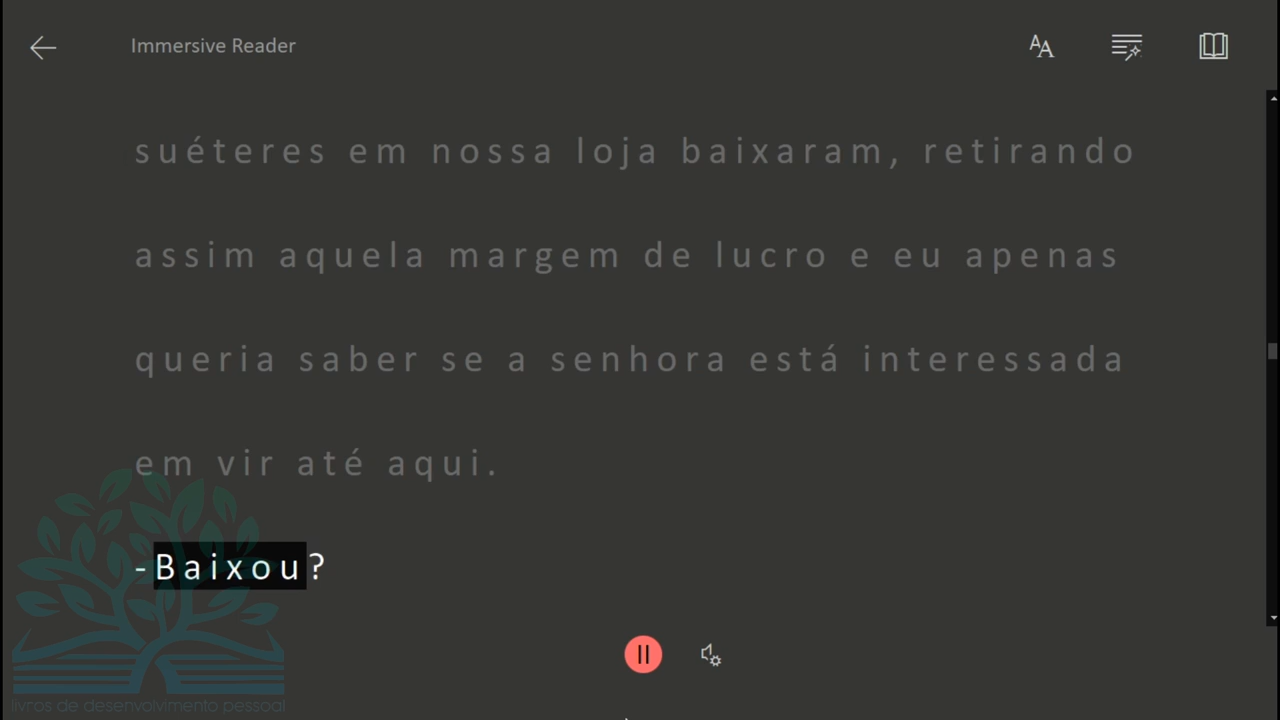 Immersive Reader
suéteres em nossa loja baixaram, retirando
assim aquela margem de lucro e eu apenas
queria saber se a senhora está interessada
em vir até aqui.
-Baixou?
livros de desenvolvimento pessoal